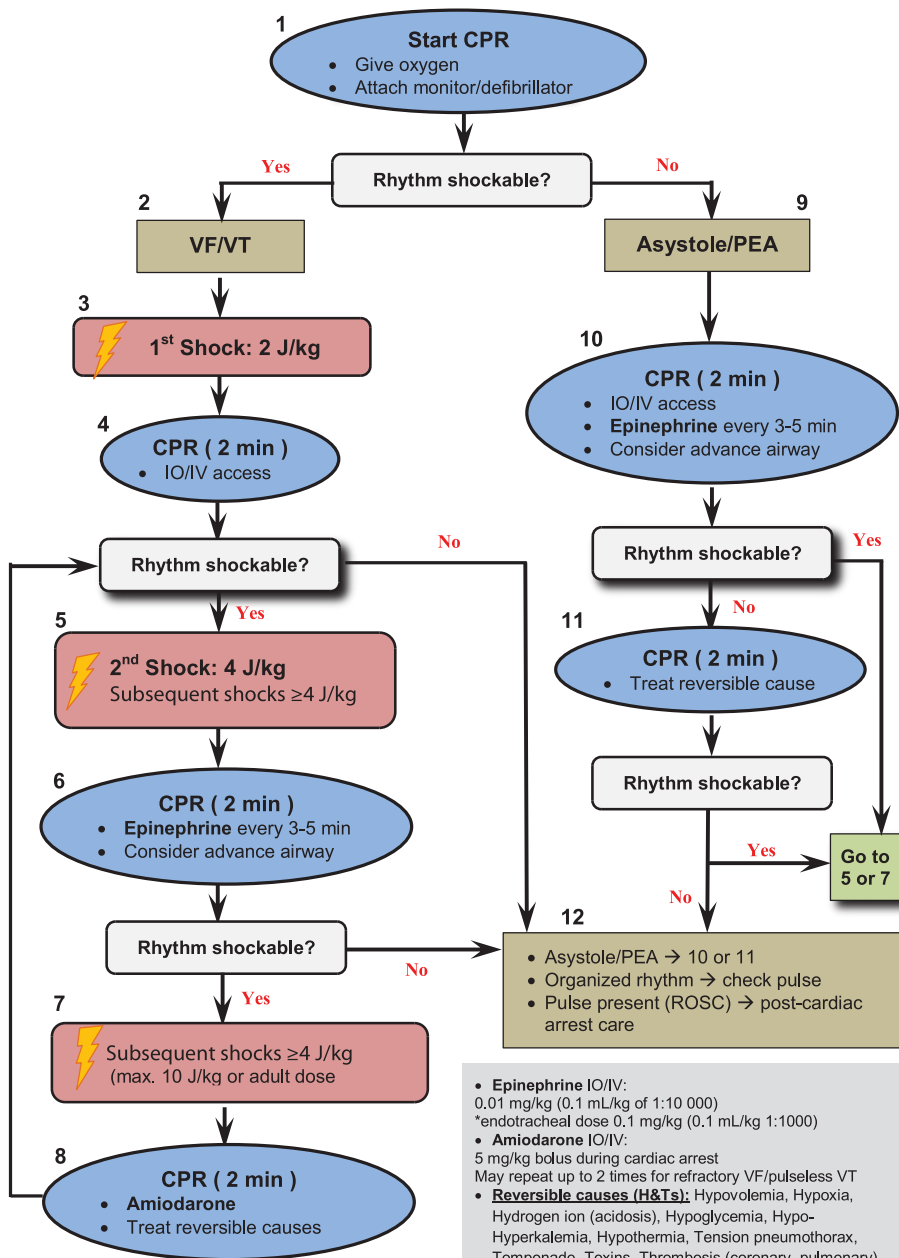 1
Start CPR
• Give oxygen
• Attach monitor/defibrillator
Rhythm shockable?
Yes
No
2
VF/VT
9
Asystole/PEA
3
1st Shock: 2 J/kg
10
CPR ( 2 min )
• IO/IV access
• Epinephrine every 3-5 min
• Consider advance airway
4
CPR ( 2 min )
• IO/IV access
Rhythm shockable?
No
Yes
Rhythm shockable?
Yes
No
5
2nd Shock: 4 J/kg
Subsequent shocks ≥4 J/kg
11
CPR ( 2 min )
• Treat reversible cause
6
CPR ( 2 min )
• Epinephrine every 3-5 min
• Consider advance airway
Rhythm shockable?
Yes
No
Go to
5 or 7
Rhythm shockable?
No
Yes
12
• Asystole/PEA → 10 or 11
• Organized rhythm → check pulse
• Pulse present (ROSC) → post-cardiac
arrest care
7
Subsequent shocks ≥4 J/kg
(max. 10 J/kg or adult dose
8
CPR ( 2 min )
• Amiodarone
• Treat reversible causes
• Epinephrine IO/IV:
0.01 mg/kg (0.1 mL/kg of 1:10 000)
*endotracheal dose 0.1 mg/kg (0.1 mL/kg 1:1000)
• Amiodarone IO/IV:
5 mg/kg bolus during cardiac arrest
May repeat up to 2 times for refractory VF/pulseless VT
• Reversible causes (H&Ts): Hypovolemia, Hypoxia,
Hydrogen ion (acidosis), Hypoglycemia, Hypo-
Hyperkalemia, Hypothermia, Tension pneumothorax,
Tamponade, Toxins, Thrombosis (coronary, pulmonary)